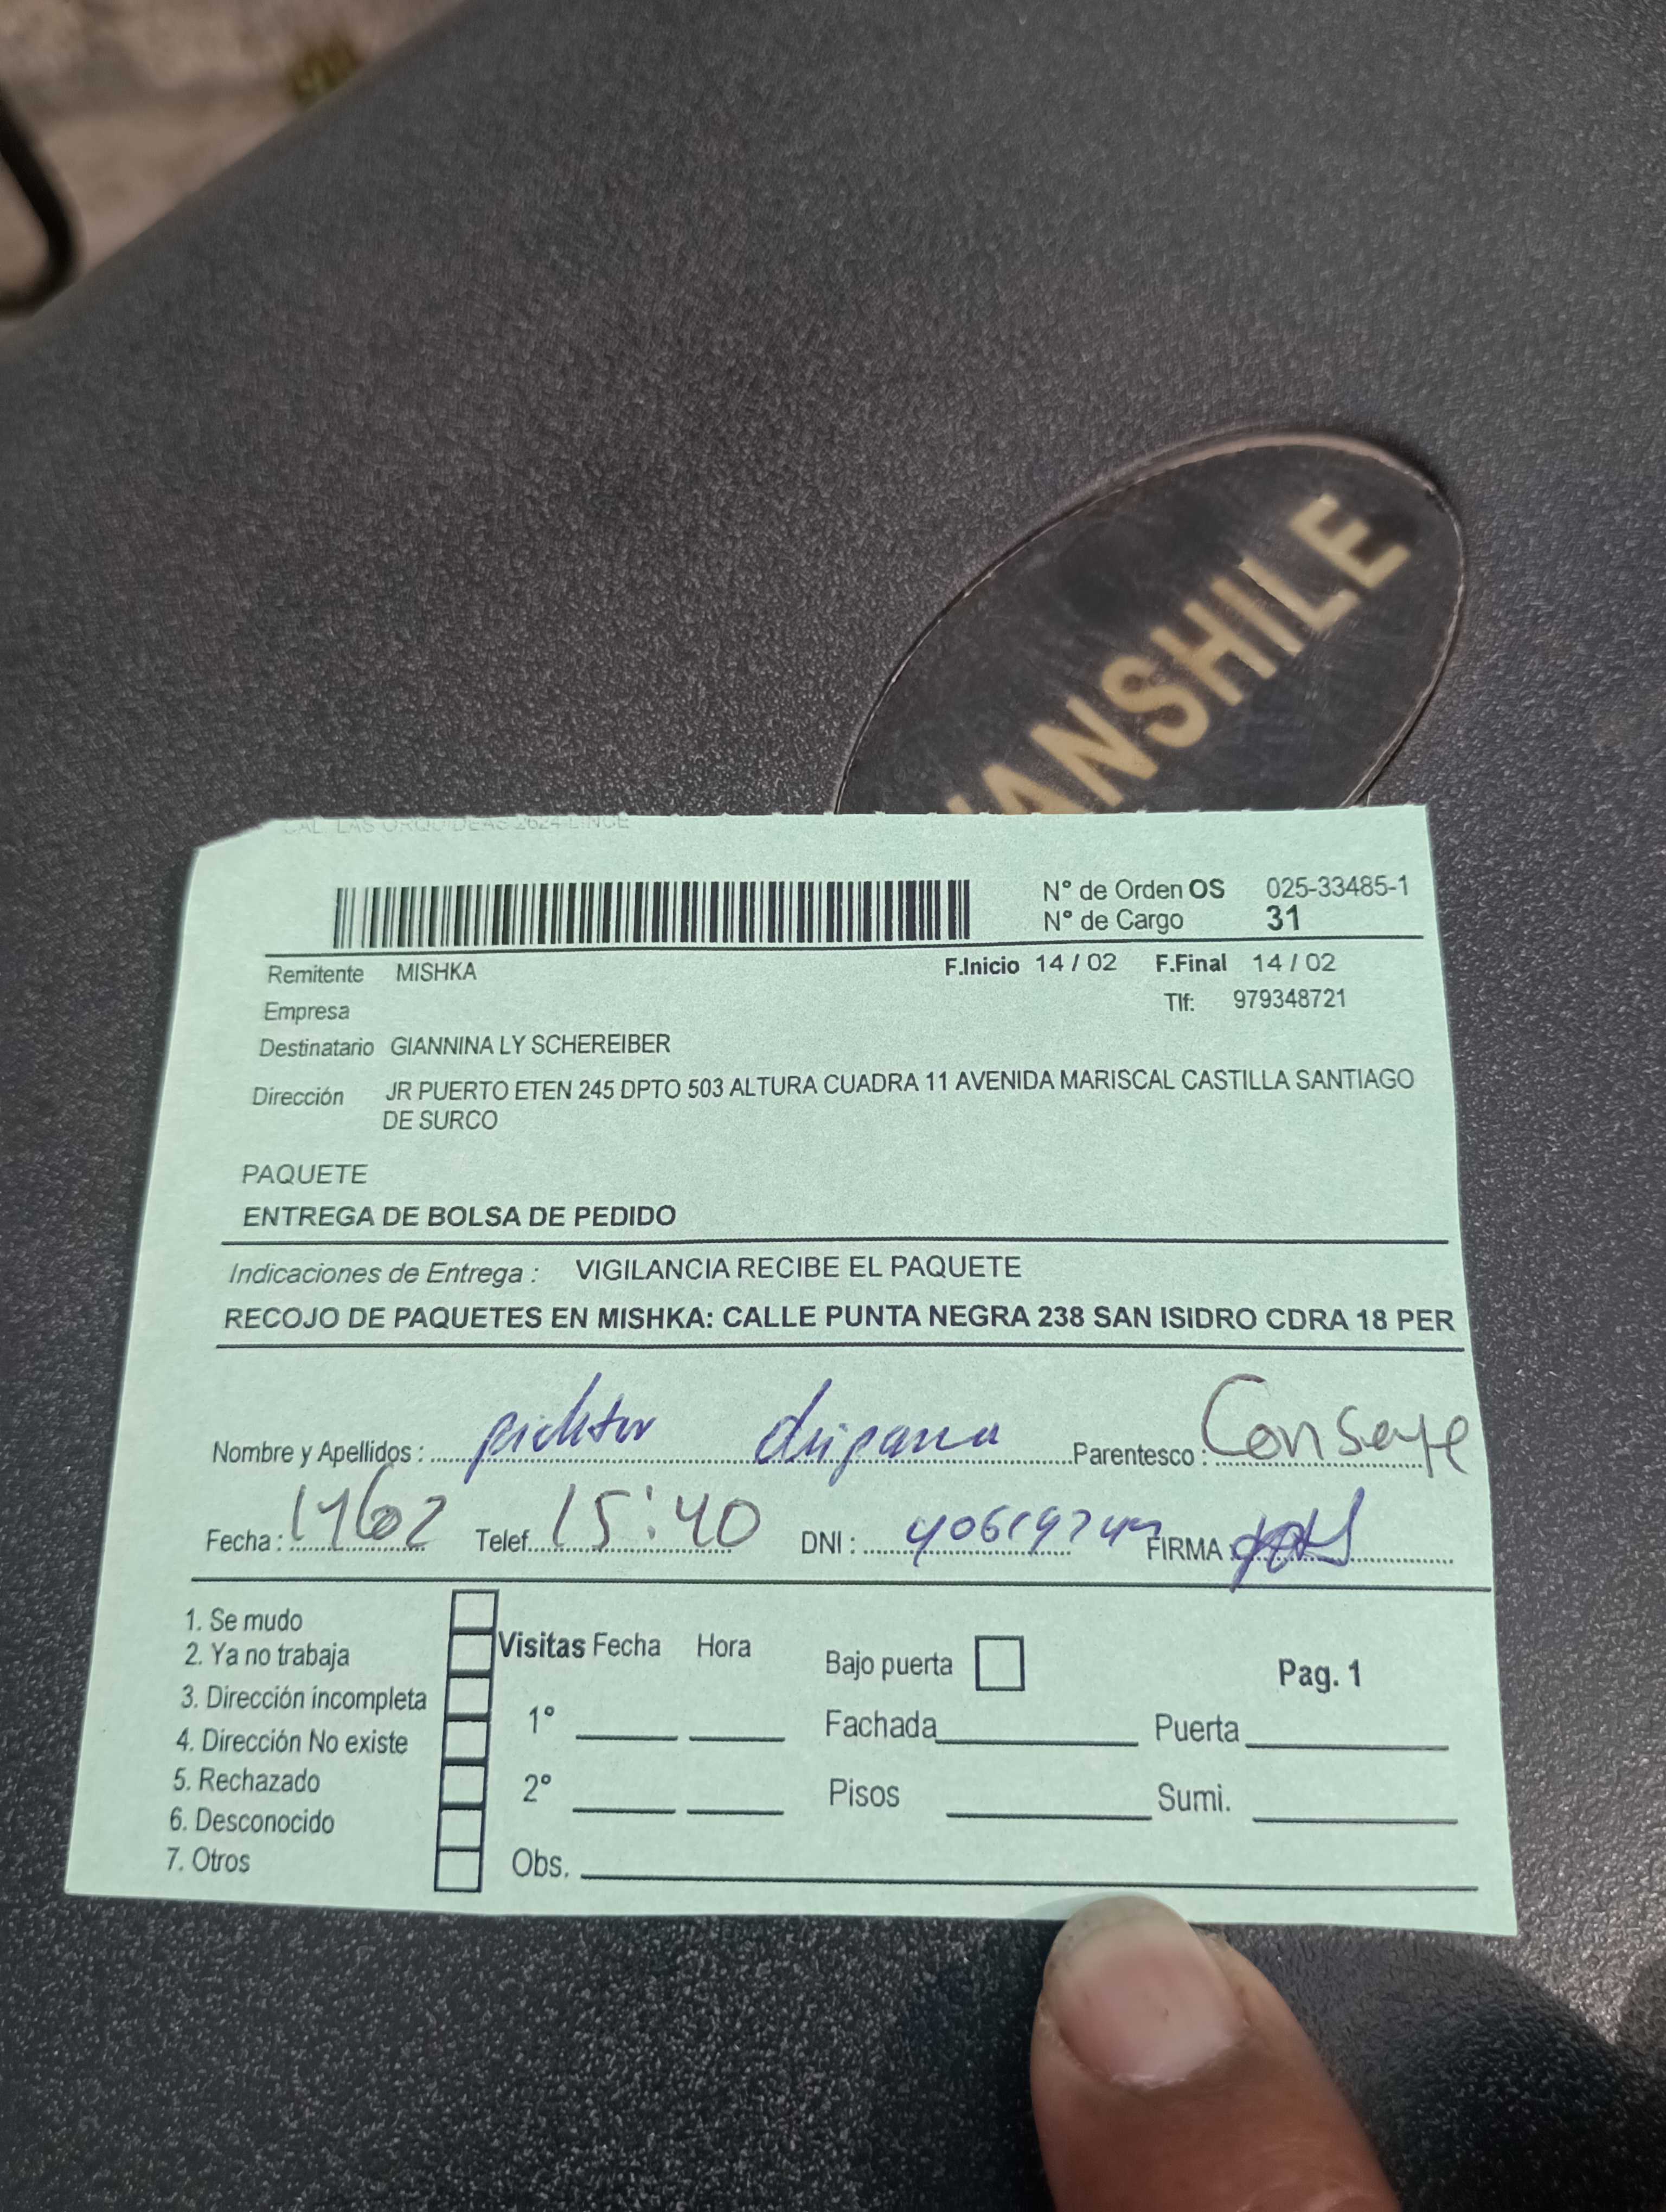 ANSHILE
CAL LAS ORQUIDEAS 2624 LINCE
N° de Orden OS 025-33485-1
N° de Cargo 31
Remitente MISHKA F.Inicio 14 / 02 F.Final 14 / 02
Empresa Tlf: 979348721
Destinatario GIANNINA LY SCHEREIBER
Dirección JR PUERTO ETEN 245 DPTO 503 ALTURA CUADRA 11 AVENIDA MARISCAL CASTILLA SANTIAGO
DE SURCO
PAQUETE
ENTREGA DE BOLSA DE PEDIDO
Indicaciones de Entrega : VIGILANCIA RECIBE EL PAQUETE
RECOJO DE PAQUETES EN MISHKA: CALLE PUNTA NEGRA 238 SAN ISIDRO CDRA 18 PER
Nombre y Apellidos : Parentesco : Conserje
Fecha : Telef. 15:40 DNI : FIRMA
1. Se mudo
2. Ya no trabaja
3. Dirección incompleta
4. Dirección No existe
5. Rechazado
6. Desconocido
7. Otros
Visitas Fecha Hora
1°
2°
Obs.
Bajo puerta Pag. 1
Fachada Puerta
Pisos Sumi.